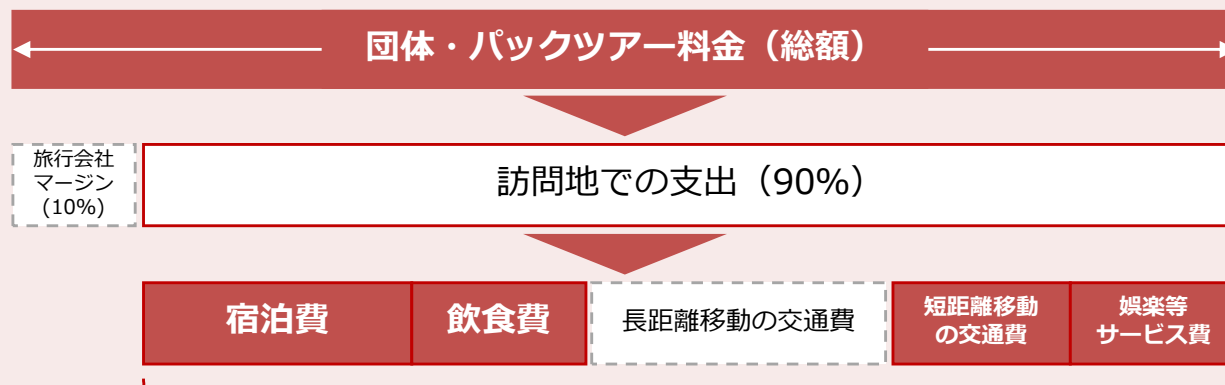 団体・パックツアー料金（総額）
旅行会社
マージン
(10%)
訪問地での支出（90%）
宿泊費
飲食費
長距離移動の交通費
短距離移動
の交通費
娯楽等
サービス費